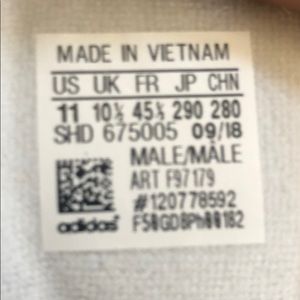 MADE IN VIETNAM
US UK FR JP CHN
11 10½ 45⅓ 290 280
SHD 675005 09/18
MALE/MÂLE
ART F97179
#120778592
adidas